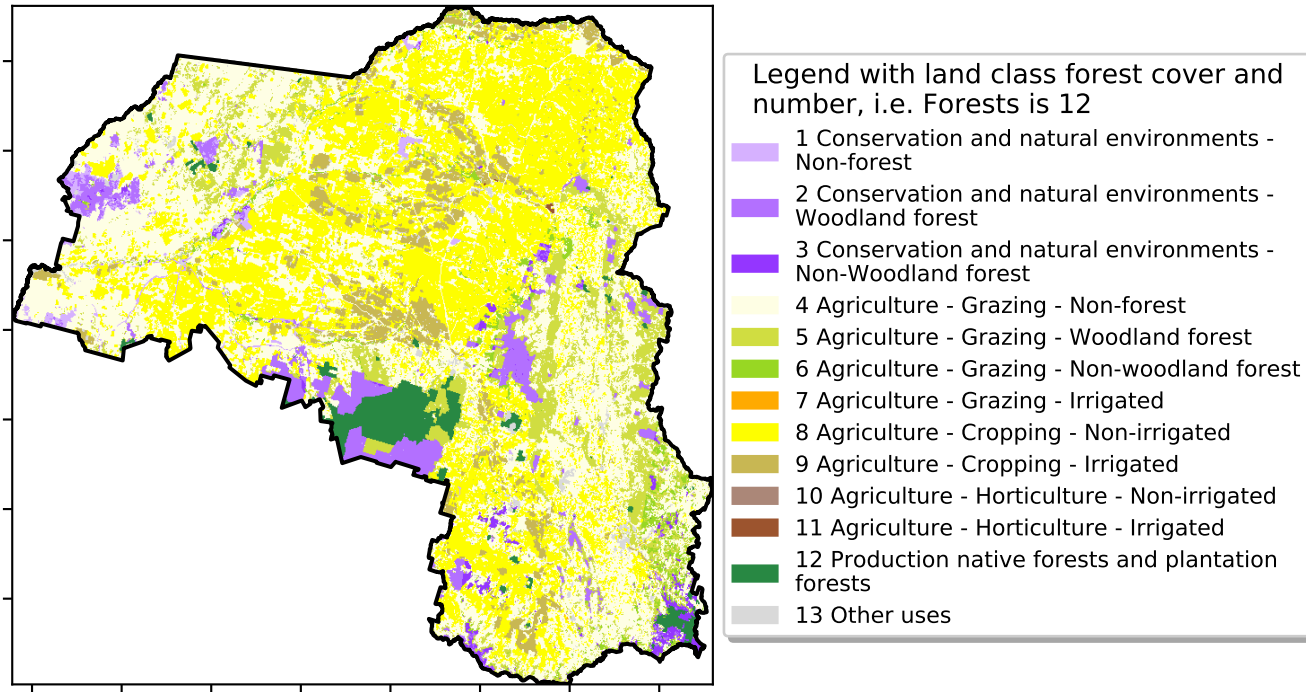 Legend with land class forest cover and
number, i.e. Forests is 12
1 Conservation and natural environments -
Non-forest
2 Conservation and natural environments -
Woodland forest
3 Conservation and natural environments -
Non-Woodland forest
4 Agriculture - Grazing - Non-forest
5 Agriculture - Grazing - Woodland forest
6 Agriculture - Grazing - Non-woodland forest
7 Agriculture - Grazing - Irrigated
8 Agriculture - Cropping - Non-irrigated
9 Agriculture - Cropping - Irrigated
10 Agriculture - Horticulture - Non-irrigated
11 Agriculture - Horticulture - Irrigated
12 Production native forests and plantation
forests
13 Other uses